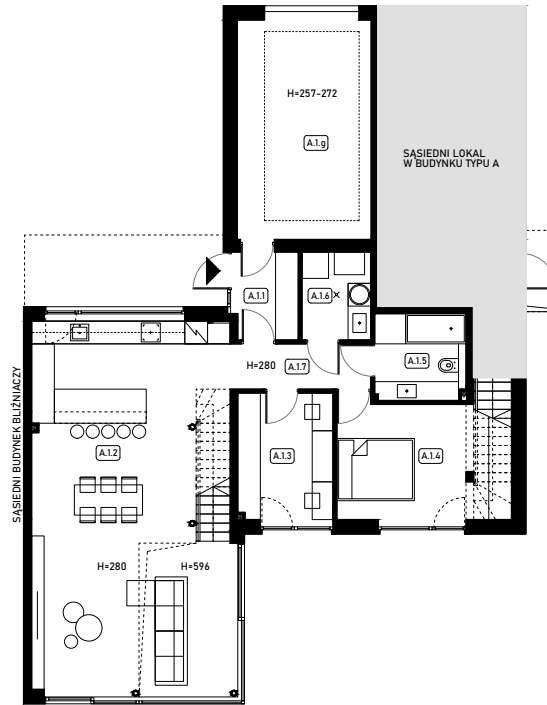 H=257-272
A.1.g
SĄSIEDNI LOKAL
W BUDYNKU TYPU A
A.1.1
A.1.6
A.1.5
H=280
A.1.7
SĄSIEDNI BUDYNEK BLIŹNIACZY
A.1.2
A.1.3
A.1.4
H=280
H=596